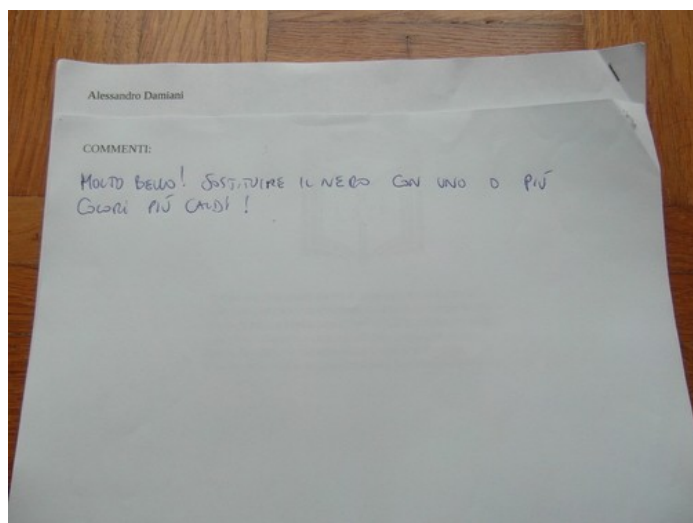 Alessandro Damiani
COMMENTI:
MOLTO BELLO! SOSTITUIRE IL NERO CON UNO O PIÙ
COLORI PIÙ CALDI!